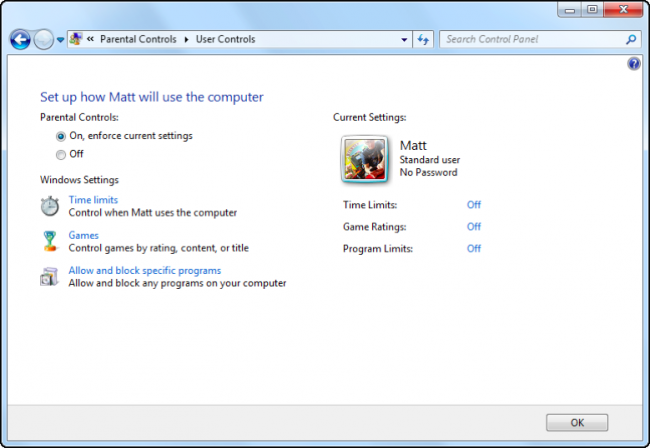 « Parental Controls ▸ User Controls
Search Control Panel
Set up how Matt will use the computer
Parental Controls:
On, enforce current settings
Off
Windows Settings
Time limits
Control when Matt uses the computer
Games
Control games by rating, content, or title
Allow and block specific programs
Allow and block any programs on your computer
Current Settings:
Matt
Standard user
No Password
Time Limits: Off
Game Ratings: Off
Program Limits: Off
OK